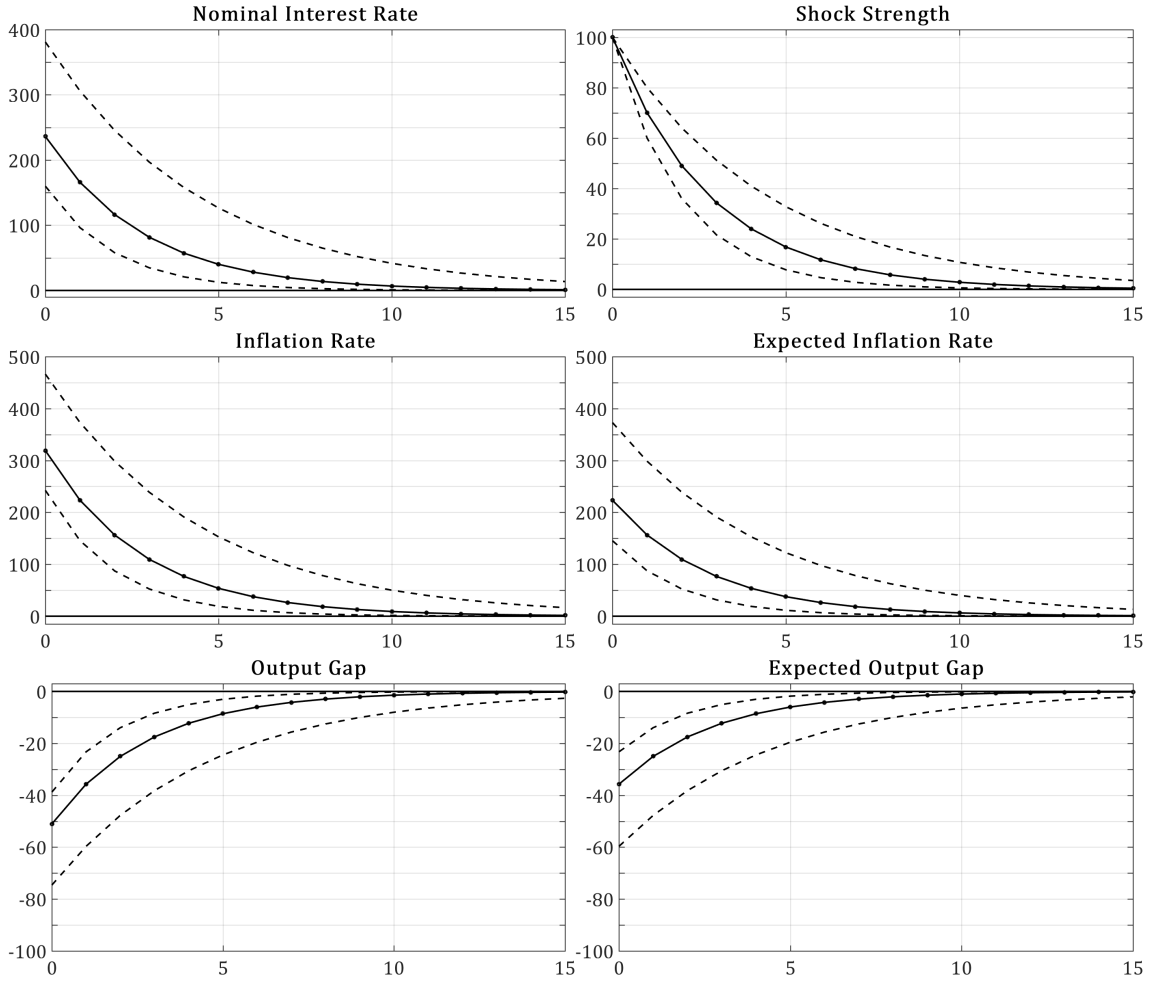 Nominal Interest Rate
400
300
200
100
0
0 5 10 15
Shock Strength
100
80
60
40
20
0
0 5 10 15
Inflation Rate
500
400
300
200
100
0
0 5 10 15
Expected Inflation Rate
500
400
300
200
100
0
0 5 10 15
Output Gap
0
-20
-40
-60
-80
-100
0 5 10 15
Expected Output Gap
0
-20
-40
-60
-80
-100
0 5 10 15